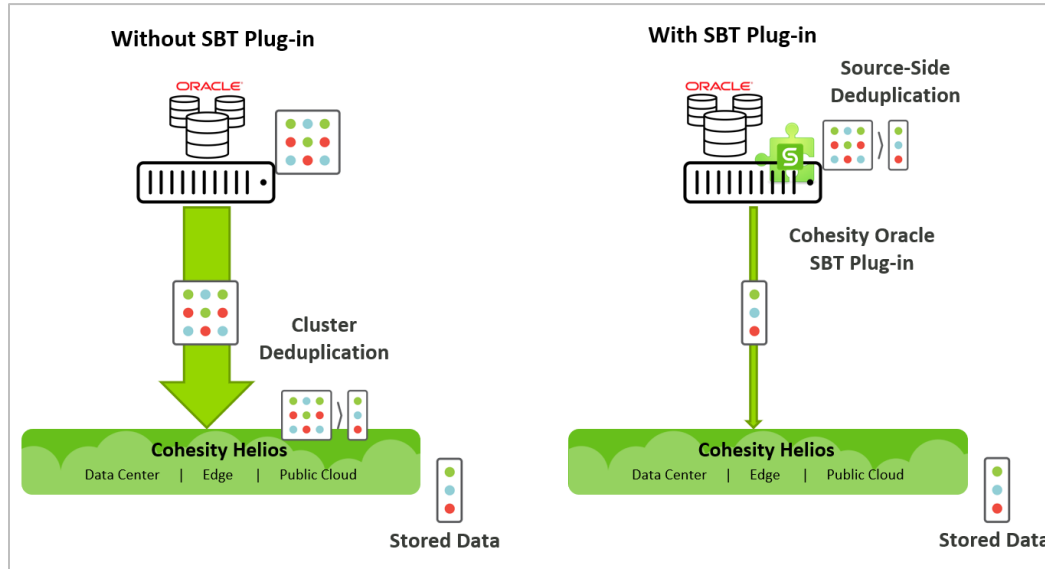 Without SBT Plug-in
ORACLE
Cluster
Deduplication
Cohesity Helios
Data Center | Edge | Public Cloud
Stored Data
With SBT Plug-in
ORACLE
Source-Side
Deduplication
Cohesity Oracle
SBT Plug-in
Cohesity Helios
Data Center | Edge | Public Cloud
Stored Data